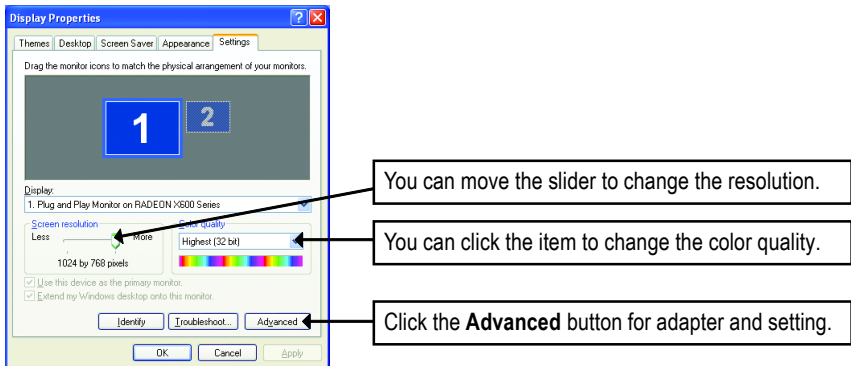 Display Properties
Themes Desktop Screen Saver Appearance Settings
Drag the monitor icons to match the physical arrangement of your monitors.
1 2
Display:
1. Plug and Play Monitor on RADEON X600 Series
Screen resolution
Less More
1024 by 768 pixels
Color quality
Highest (32 bit)
Use this device as the primary monitor.
Extend my Windows desktop onto this monitor.
Identify Troubleshoot... Advanced
OK Cancel Apply
You can move the slider to change the resolution.
You can click the item to change the color quality.
Click the Advanced button for adapter and setting.